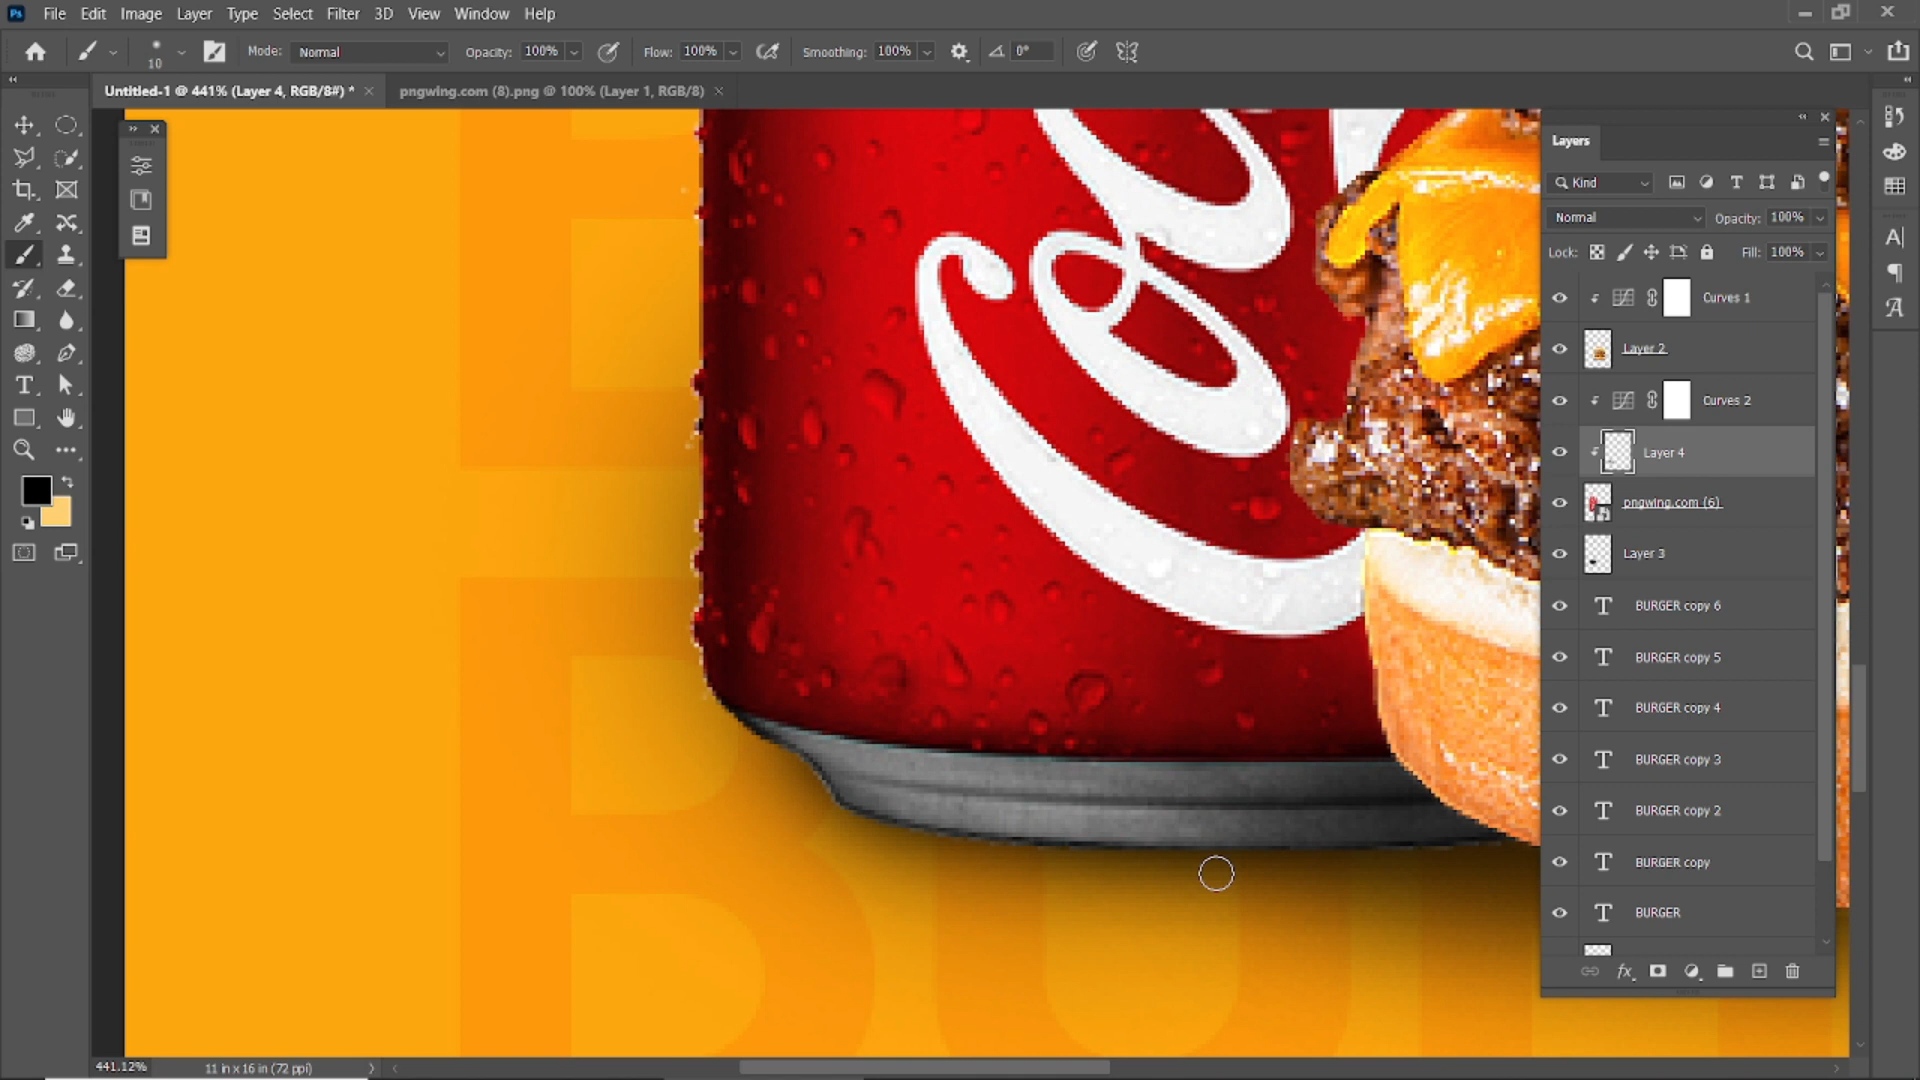 Ps File Edit Image Layer Type Select Filter 3D View Window Help
10 Mode: Normal Opacity: 100% Flow: 100% Smoothing: 100% 0°
Untitled-1 @ 441% (Layer 4, RGB/8#) * pngwing.com (8).png @ 100% (Layer 1, RGB/8)
Layers
Kind
Normal Opacity: 100%
Lock: Fill: 100%
Curves 1
Layer 2
Curves 2
Layer 4
pngwing.com (6)
Layer 3
BURGER copy 6
BURGER copy 5
BURGER copy 4
BURGER copy 3
BURGER copy 2
BURGER copy
BURGER
441.12% 11 in x 16 in (72 ppi)